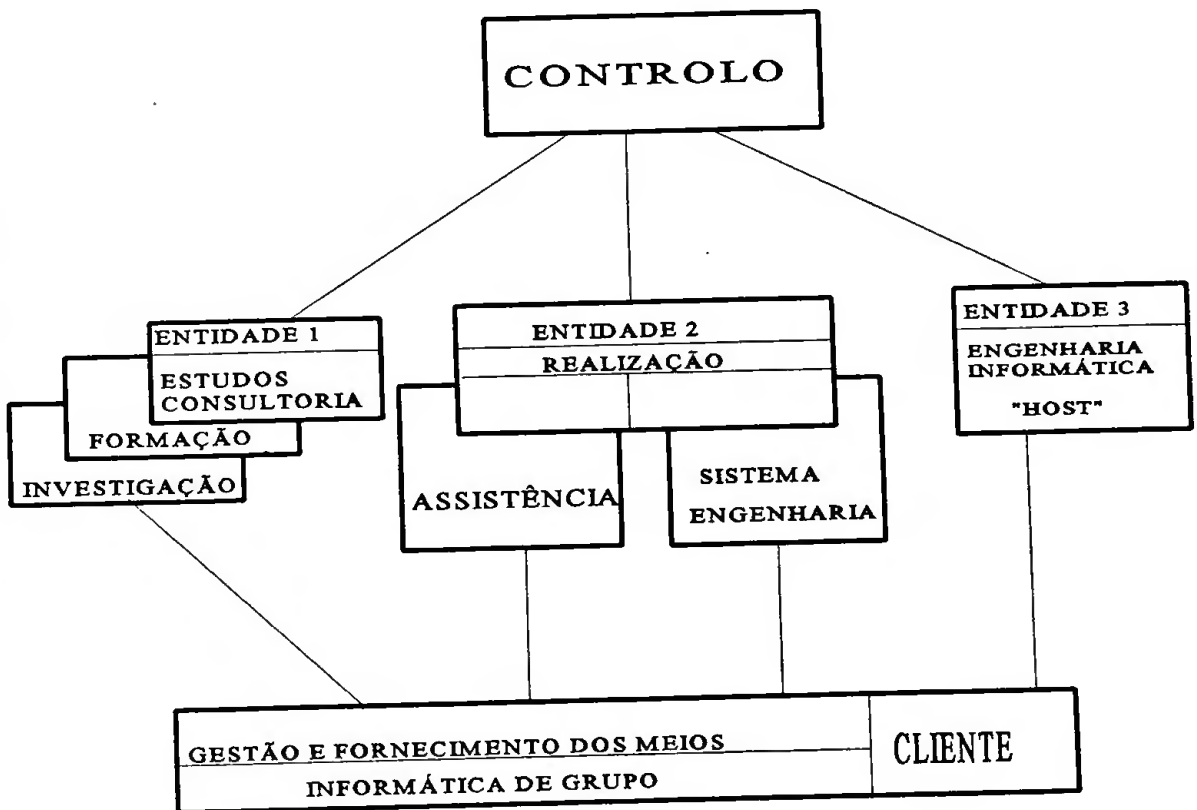 CONTROLO
ENTIDADE 1
ESTUDOS
CONSULTORIA
FORMAÇÃO
INVESTIGAÇÃO
ENTIDADE 2
REALIZAÇÃO
ASSISTÊNCIA
SISTEMA
ENGENHARIA
ENTIDADE 3
ENGENHARIA
INFORMÁTICA
"HOST"
GESTÃO E FORNECIMENTO DOS MEIOS
INFORMÁTICA DE GRUPO
CLIENTE